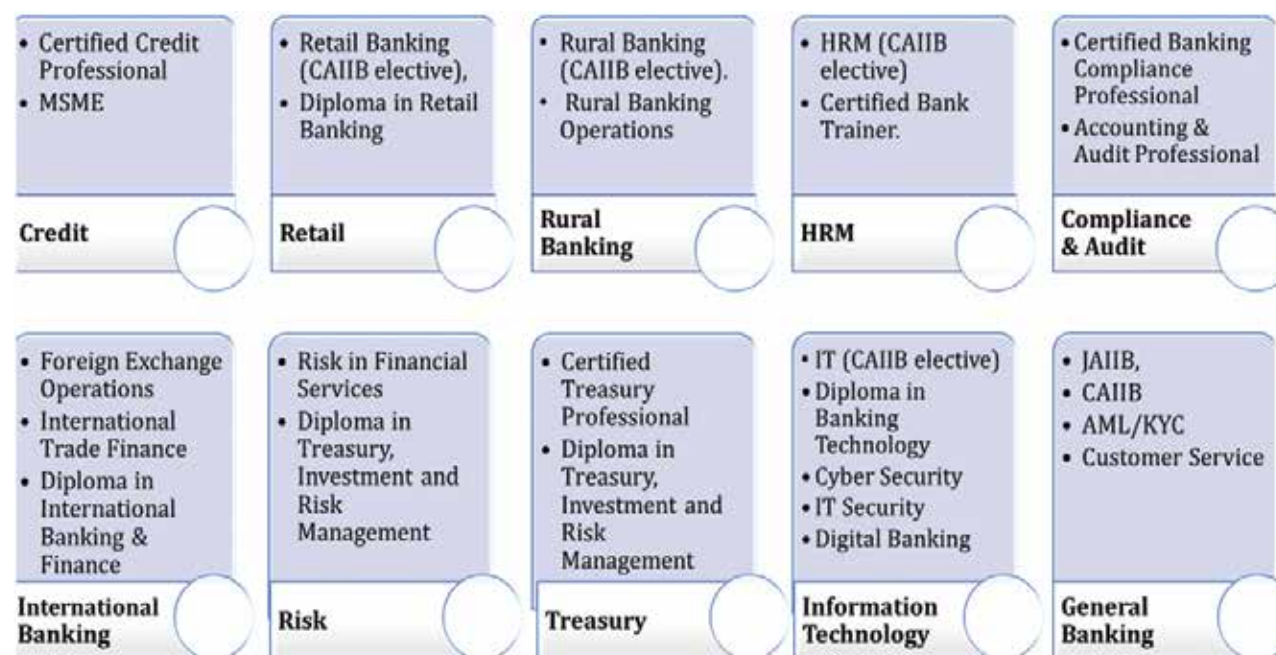 • Certified Credit
Professional
• MSME
Credit
• Retail Banking
(CAIIB elective),
• Diploma in Retail
Banking
Retail
• Rural Banking
(CAIIB elective).
• Rural Banking
Operations
Rural
Banking
• HRM (CAIIB
elective)
• Certified Bank
Trainer.
HRM
• Certified Banking
Compliance
Professional
• Accounting &
Audit Professional
Compliance
& Audit
• Foreign Exchange
Operations
• International
Trade Finance
• Diploma in
International
Banking &
Finance
International
Banking
• Risk in Financial
Services
• Diploma in
Treasury,
Investment and
Risk
Management
Risk
• Certified
Treasury
Professional
• Diploma in
Treasury,
Investment and
Risk
Management
Treasury
• IT (CAIIB elective)
• Diploma in
Banking
Technology
• Cyber Security
• IT Security
• Digital Banking
Information
Technology
• JAIIB,
• CAIIB
• AML/KYC
• Customer Service
General
Banking